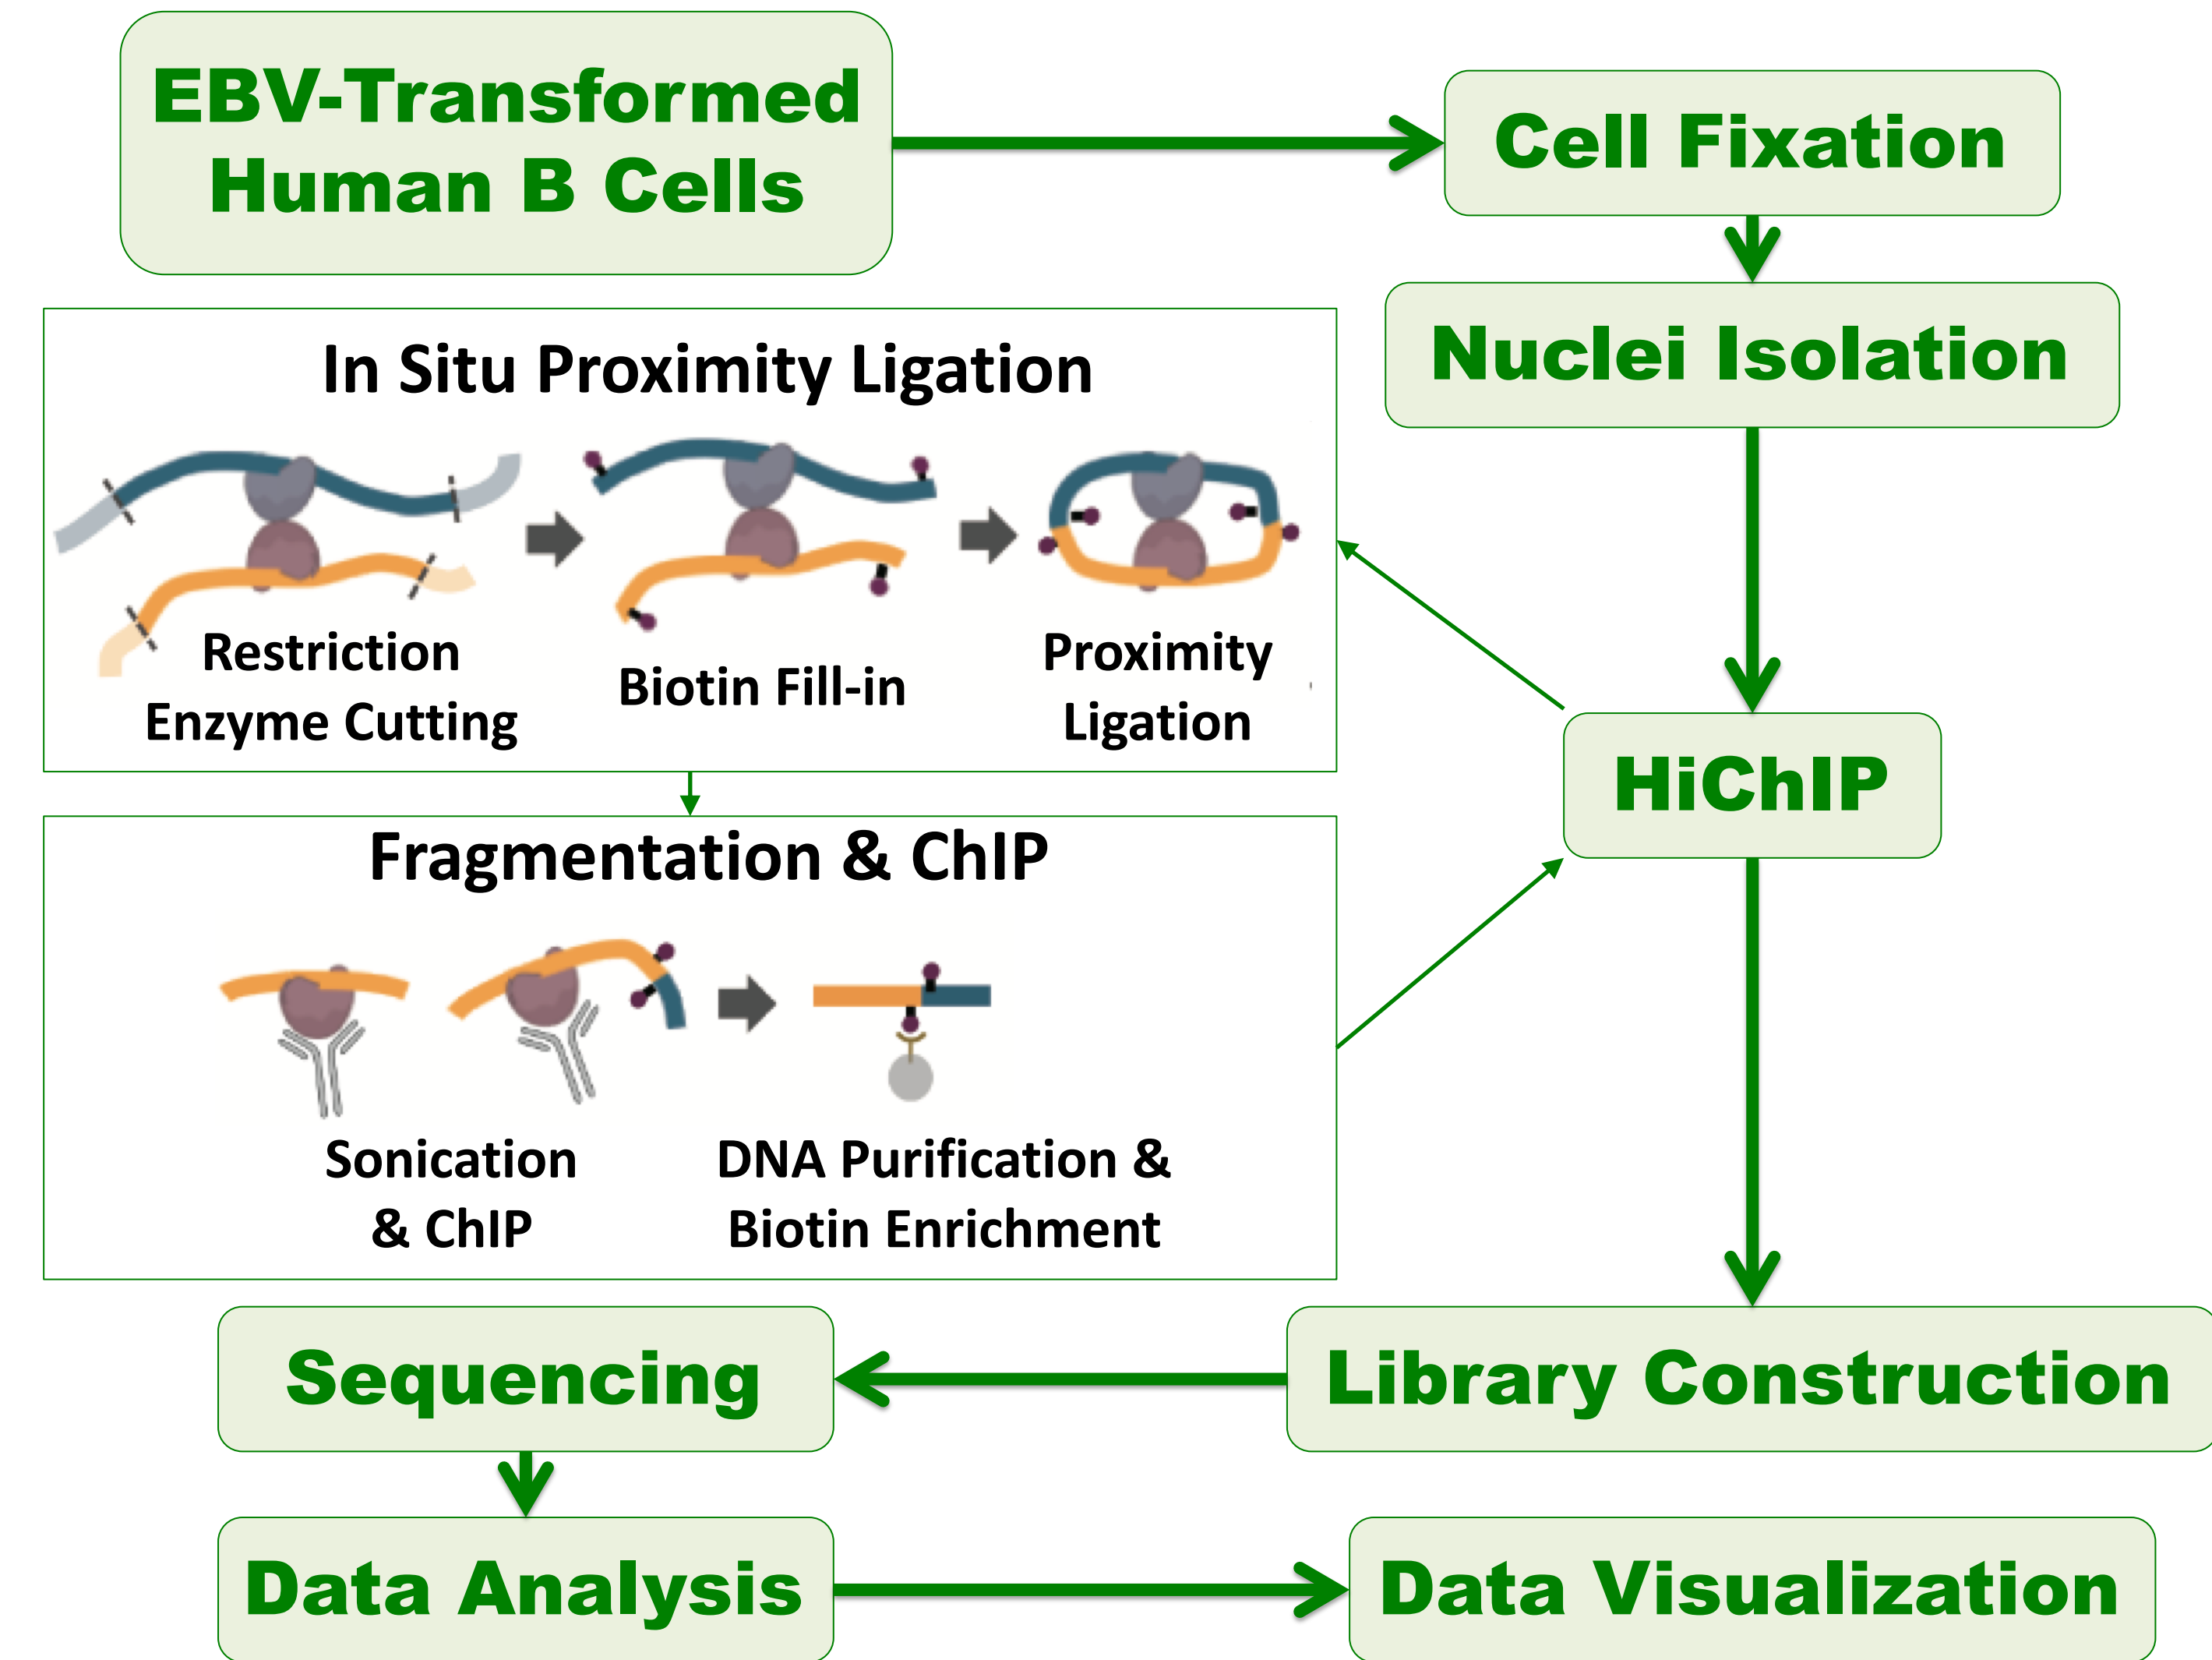 EBV-Transformed
Human B Cells
Cell Fixation
Nuclei Isolation
In Situ Proximity Ligation
Restriction
Enzyme Cutting
Biotin Fill-in
Proximity
Ligation
HiChIP
Fragmentation & ChIP
Sonication
& ChIP
DNA Purification &
Biotin Enrichment
Library Construction
Sequencing
Data Analysis
Data Visualization